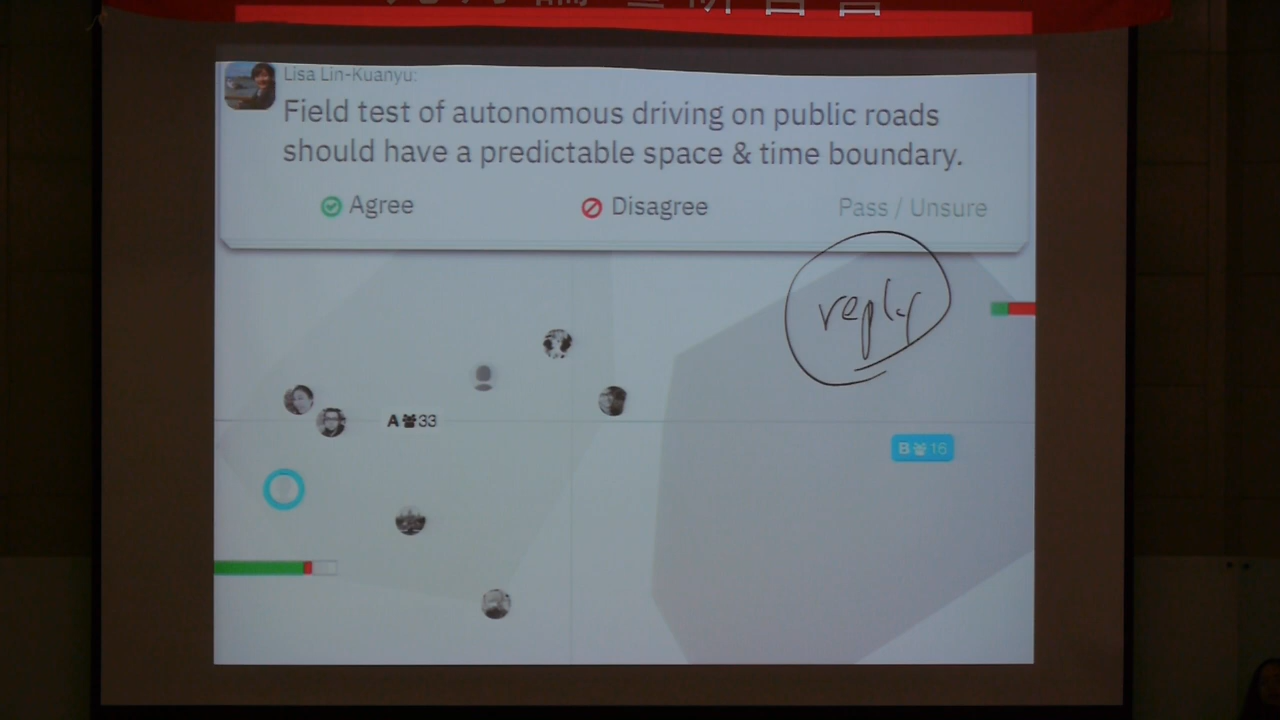 Lisa Lin-Kuanyu:
Field test of autonomous driving on public roads
should have a predictable space & time boundary.
Agree
Disagree
Pass / Unsure
reply
A 33
B 16